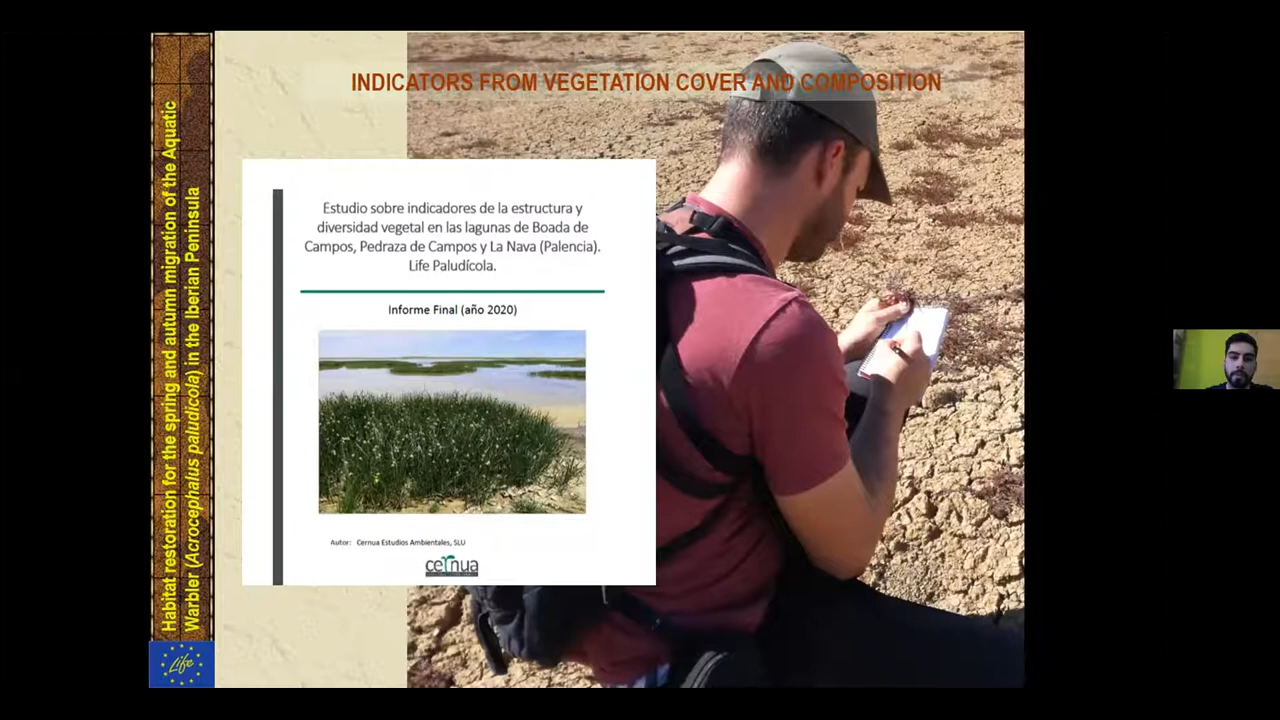 INDICATORS FROM VEGETATION COVER AND COMPOSITION
Habitat restoration for the spring and autumn migration of the Aquatic
Warbler (Acrocephalus paludicola) in the Iberian Peninsula
Life
Estudio sobre indicadores de la estructura y
diversidad vegetal en las lagunas de Boada de
Campos, Pedraza de Campos y La Nava (Palencia).
Life Paludícola.
Informe Final (año 2020)
Autor: Cernua Estudios Ambientales, SLU
cernua